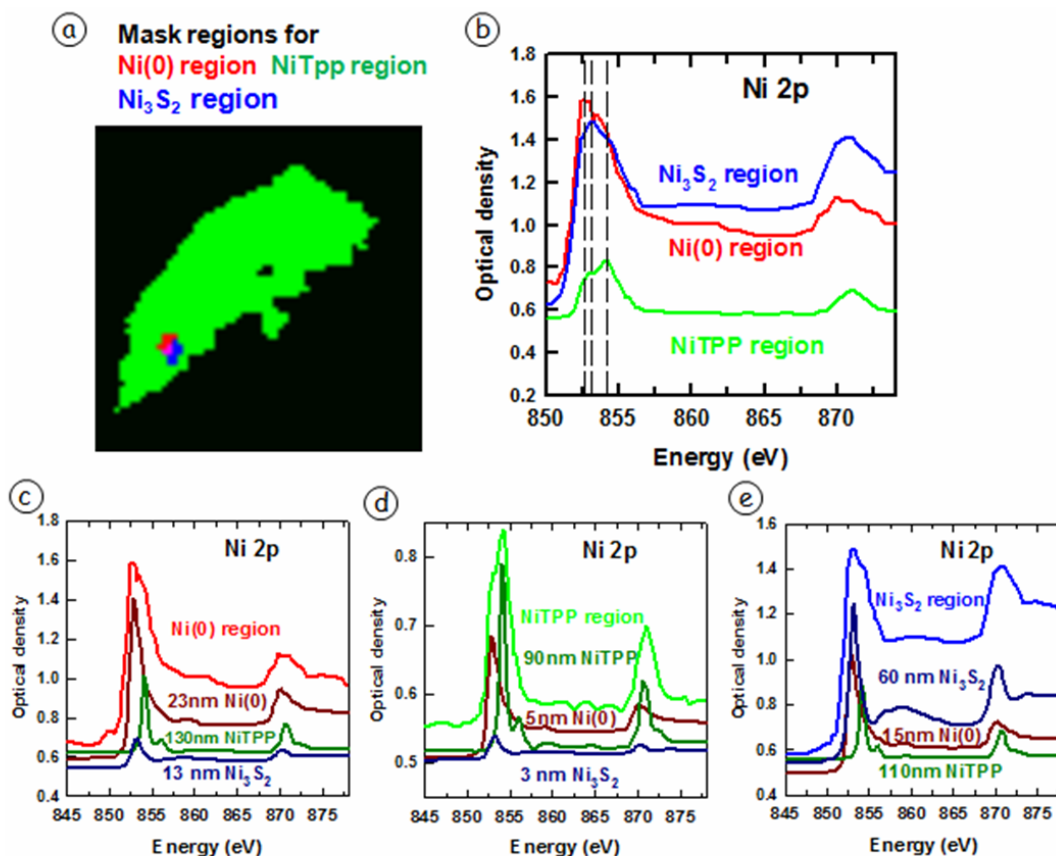 a
Mask regions for
Ni(0) region NiTpp region
Ni₃S₂ region
b
Ni 2p
Optical density
1.8
1.6
1.4
1.2
1.0
0.8
0.6
0.4
0.2
Ni₃S₂ region
Ni(0) region
NiTPP region
850 855 860 865 870
Energy (eV)
c
Ni 2p
Optical density
1.8
1.6
1.4
1.2
1.0
0.8
0.6
0.4
Ni(0) region
23nm Ni(0)
130nm NiTPP
13 nm Ni₃S₂
845 850 855 860 865 870 875
Energy (eV)
d
Ni 2p
Optical density
0.8
0.7
0.6
0.5
NiTPP region
90nm NiTPP
5nm Ni(0)
3 nm Ni₃S₂
845 850 855 860 865 870 875
Energy (eV)
e
Ni 2p
Optical density
1.6
1.4
1.2
1.0
0.8
0.6
0.4
Ni₃S₂ region
60 nm Ni₃S₂
15nm Ni(0)
110nm NiTPP
845 850 855 860 865 870 875
Energy (eV)